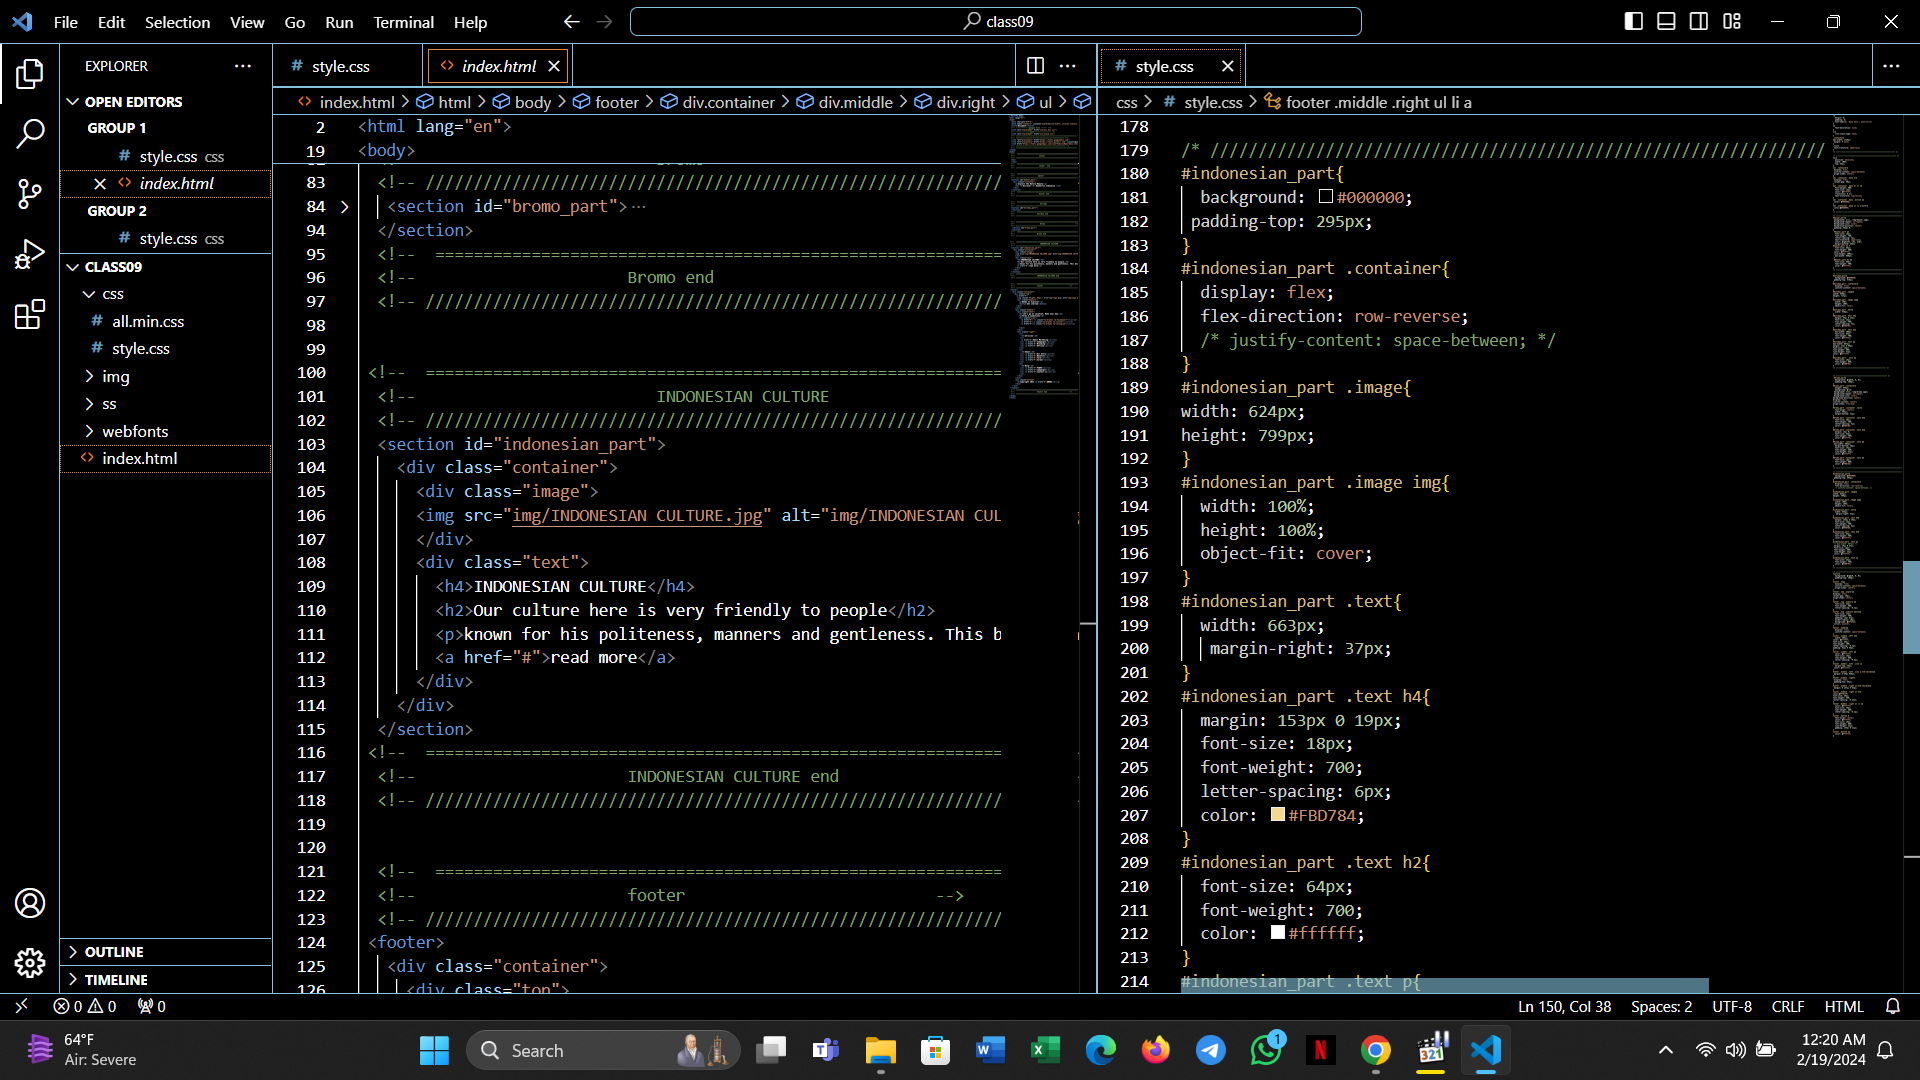 File Edit Selection View Go Run Terminal Help
class09
EXPLORER
OPEN EDITORS
GROUP 1
# style.css css
index.html
GROUP 2
# style.css css
CLASS09
css
# all.min.css
# style.css
img
ss
webfonts
<> index.html
OUTLINE
TIMELINE
# style.css
<> index.html
index.html > html > body > footer > div.container > div.middle > div.right > ul >
2 <html lang="en">
19 <body>
83 <!-- ////////////////////////////////////////////////////////////
84 <section id="bromo_part">…
94 </section>
95 <!-- ===========================================================
96 <!-- Bromo end
97 <!-- ////////////////////////////////////////////////////////////
98
99
100 <!-- ============================================================
101 <!-- INDONESIAN CULTURE
102 <!-- ////////////////////////////////////////////////////////////
103 <section id="indonesian_part">
104 <div class="container">
105 <div class="image">
106 <img src="img/INDONESIAN CULTURE.jpg" alt="img/INDONESIAN CUL
107 </div>
108 <div class="text">
109 <h4>INDONESIAN CULTURE</h4>
110 <h2>Our culture here is very friendly to people</h2>
111 <p>known for his politeness, manners and gentleness. This b
112 <a href="#">read more</a>
113 </div>
114 </div>
115 </section>
116 <!-- ============================================================
117 <!-- INDONESIAN CULTURE end
118 <!-- ////////////////////////////////////////////////////////////
119
120
121 <!-- ===========================================================
122 <!-- footer -->
123 <!-- ////////////////////////////////////////////////////////////
124 <footer>
125 <div class="container">
126 <div class="top">
# style.css
css > # style.css > footer .middle .right ul li a
178
179 /* ////////////////////////////////////////////////////////////////
180 #indonesian_part{
181 background: #000000;
182 padding-top: 295px;
183 }
184 #indonesian_part .container{
185 display: flex;
186 flex-direction: row-reverse;
187 /* justify-content: space-between; */
188 }
189 #indonesian_part .image{
190 width: 624px;
191 height: 799px;
192 }
193 #indonesian_part .image img{
194 width: 100%;
195 height: 100%;
196 object-fit: cover;
197 }
198 #indonesian_part .text{
199 width: 663px;
200 margin-right: 37px;
201 }
202 #indonesian_part .text h4{
203 margin: 153px 0 19px;
204 font-size: 18px;
205 font-weight: 700;
206 letter-spacing: 6px;
207 color: #FBD784;
208 }
209 #indonesian_part .text h2{
210 font-size: 64px;
211 font-weight: 700;
212 color: #ffffff;
213 }
214 #indonesian_part .text p{
0 0 0 Ln 150, Col 38 Spaces: 2 UTF-8 CRLF HTML
64°F
Air: Severe
Search
1
321
12:20 AM
2/19/2024